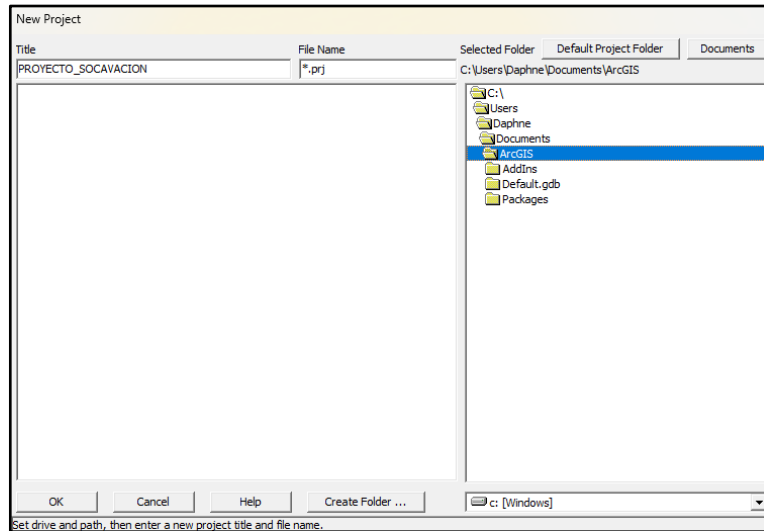 New Project
Title
File Name
Selected Folder
Default Project Folder
Documents
PROYECTO_SOCAVACION
*.prj
C:\Users\Daphne\Documents\ArcGIS
C:\
Users
Daphne
Documents
ArcGIS
AddIns
Default.gdb
Packages
OK
Cancel
Help
Create Folder ...
c: [Windows]
Set drive and path, then enter a new project title and file name.